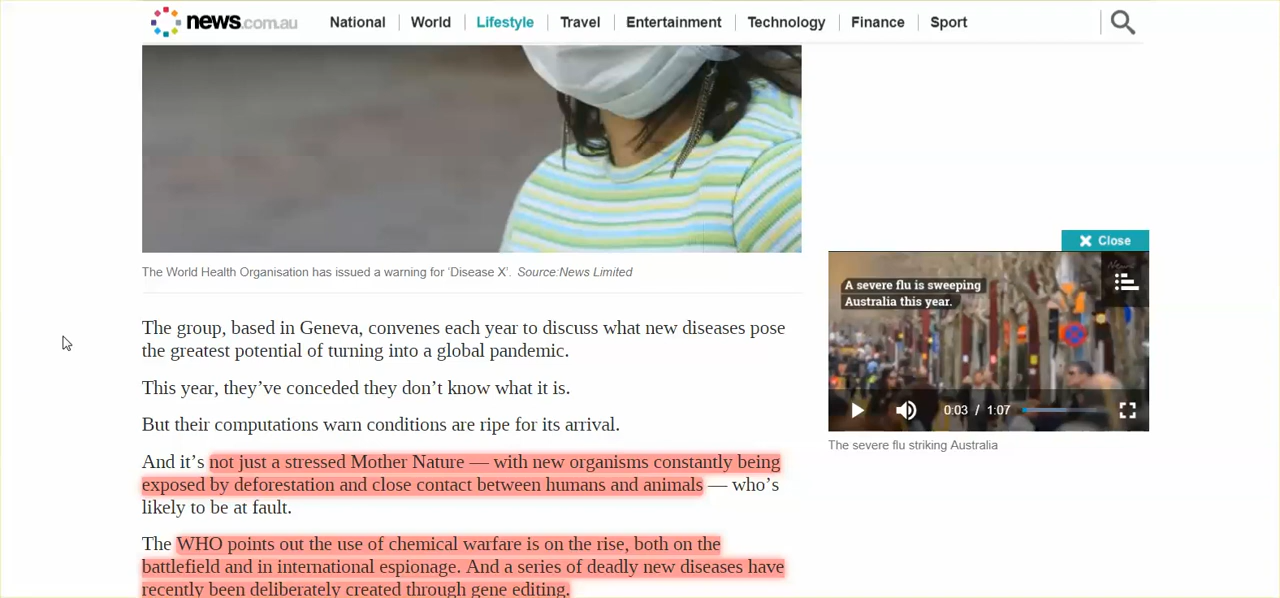 news.com.au
National World Lifestyle Travel Entertainment Technology Finance Sport
The World Health Organisation has issued a warning for ‘Disease X’. Source:News Limited
The group, based in Geneva, convenes each year to discuss what new diseases pose
the greatest potential of turning into a global pandemic.
This year, they’ve conceded they don’t know what it is.
But their computations warn conditions are ripe for its arrival.
And it’s not just a stressed Mother Nature — with new organisms constantly being
exposed by deforestation and close contact between humans and animals — who’s
likely to be at fault.
The WHO points out the use of chemical warfare is on the rise, both on the
battlefield and in international espionage. And a series of deadly new diseases have
recently been deliberately created through gene editing.
Close
A severe flu is sweeping
Australia this year.
0:03 / 1:07
The severe flu striking Australia